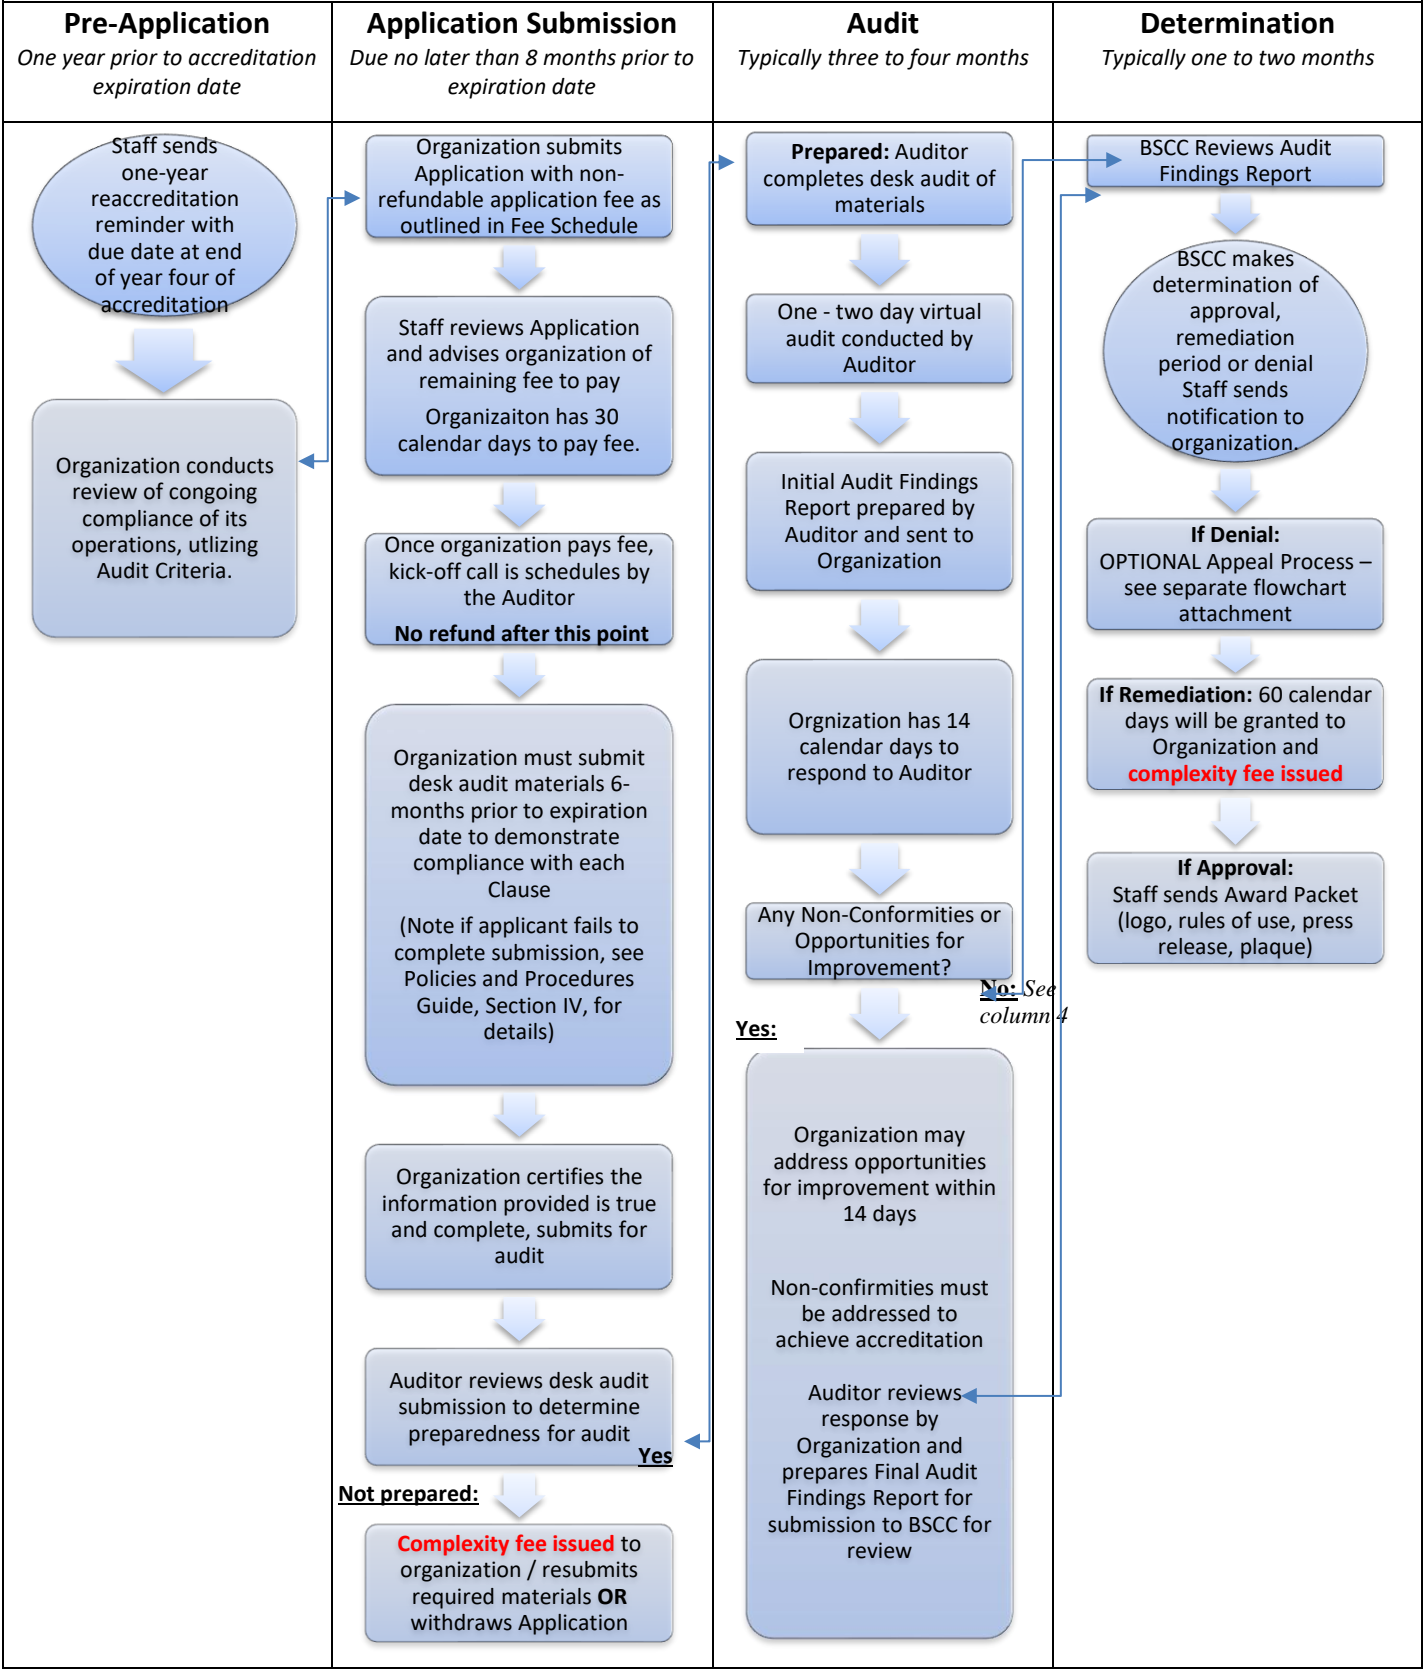 Pre-Application
One year prior to accreditation
expiration date
Application Submission
Due no later than 8 months prior to
expiration date
Audit
Typically three to four months
Determination
Typically one to two months
Staff sends
one-year
reaccreditation
reminder with
due date at end
of year four of
accreditation
Organization conducts
review of congoing
compliance of its
operations, utlizing
Audit Criteria.
Organization submits
Application with non-
refundable application fee as
outlined in Fee Schedule
Staff reviews Application
and advises organization of
remaining fee to pay
Organizaiton has 30
calendar days to pay fee.
Once organization pays fee,
kick-off call is schedules by
the Auditor
No refund after this point
Organization must submit
desk audit materials 6-
months prior to expiration
date to demonstrate
compliance with each
Clause
(Note if applicant fails to
complete submission, see
Policies and Procedures
Guide, Section IV, for
details)
Organization certifies the
information provided is true
and complete, submits for
audit
Auditor reviews desk audit
submission to determine
preparedness for audit
Yes
Not prepared:
Complexity fee issued to
organization / resubmits
required materials OR
withdraws Application
Prepared: Auditor
completes desk audit of
materials
One - two day virtual
audit conducted by
Auditor
Initial Audit Findings
Report prepared by
Auditor and sent to
Organization
Orgnization has 14
calendar days to
respond to Auditor
Any Non-Conformities or
Opportunities for
Improvement?
No: See
column 4
Yes:
Organization may
address opportunities
for improvement within
14 days
Non-confirmities must
be addressed to
achieve accreditation
Auditor reviews
response by
Organization and
prepares Final Audit
Findings Report for
submission to BSCC for
review
BSCC Reviews Audit
Findings Report
BSCC makes
determination of
approval,
remediation
period or denial
Staff sends
notification to
organization.
If Denial:
OPTIONAL Appeal Process –
see separate flowchart
attachment
If Remediation: 60 calendar
days will be granted to
Organization and
complexity fee issued
If Approval:
Staff sends Award Packet
(logo, rules of use, press
release, plaque)